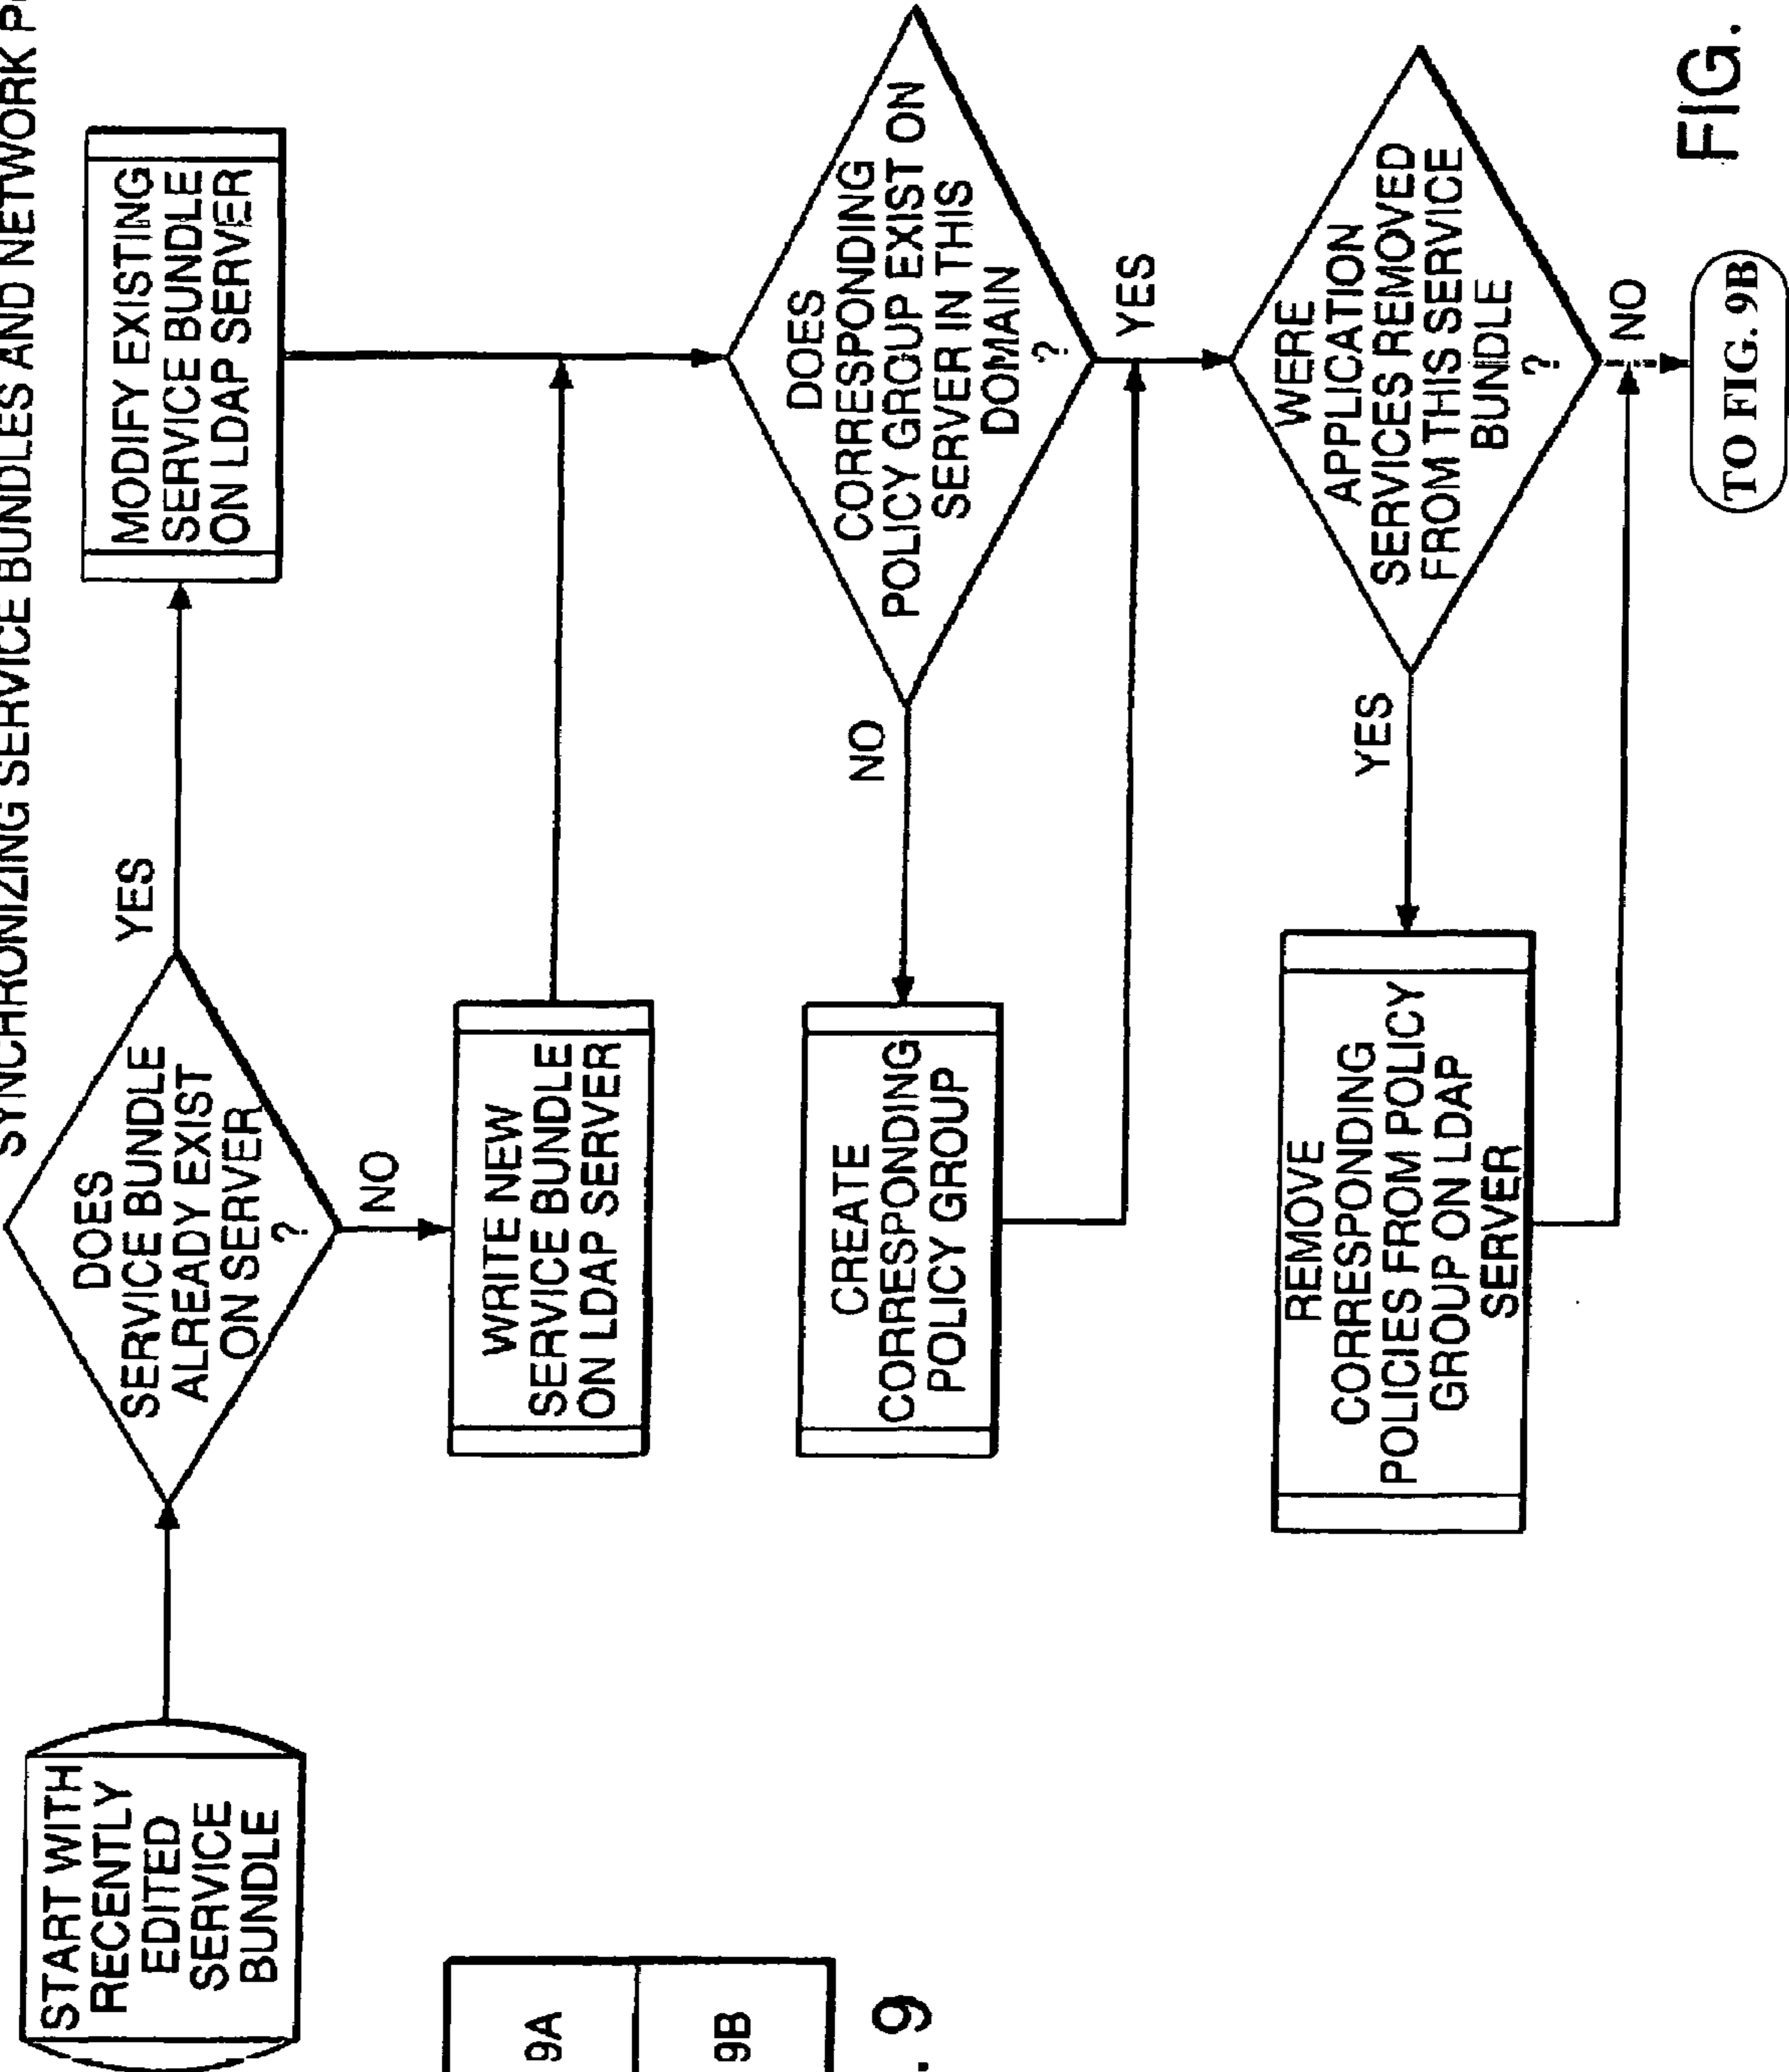 SYNCHRONIZING SERVICE BUNDLES AND NETWORK
START WITH
RECENTLY
EDITED
SERVICE
BUNDLE
DOES
SERVICE BUNDLE
ALREADY EXIST
ON SERVER
?
YES
MODIFY EXISTING
SERVICE BUNDLE
ON LDAP SERVER
NO
WRITE NEW
SERVICE BUNDLE
ON LDAP SERVER
DOES
CORRESPONDING
POLICY GROUP EXIST ON
SERVER IN THIS
DOMAIN
?
NO
CREATE
CORRESPONDING
POLICY GROUP
YES
WERE
APPLICATION
SERVICES REMOVED
FROM THIS SERVICE
BUNDLE
?
YES
REMOVE
CORRESPONDING
POLICIES FROM POLICY
GROUP ON LDAP
SERVER
NO
TO FIG. 9B
9A
9B
. 9
FIG.